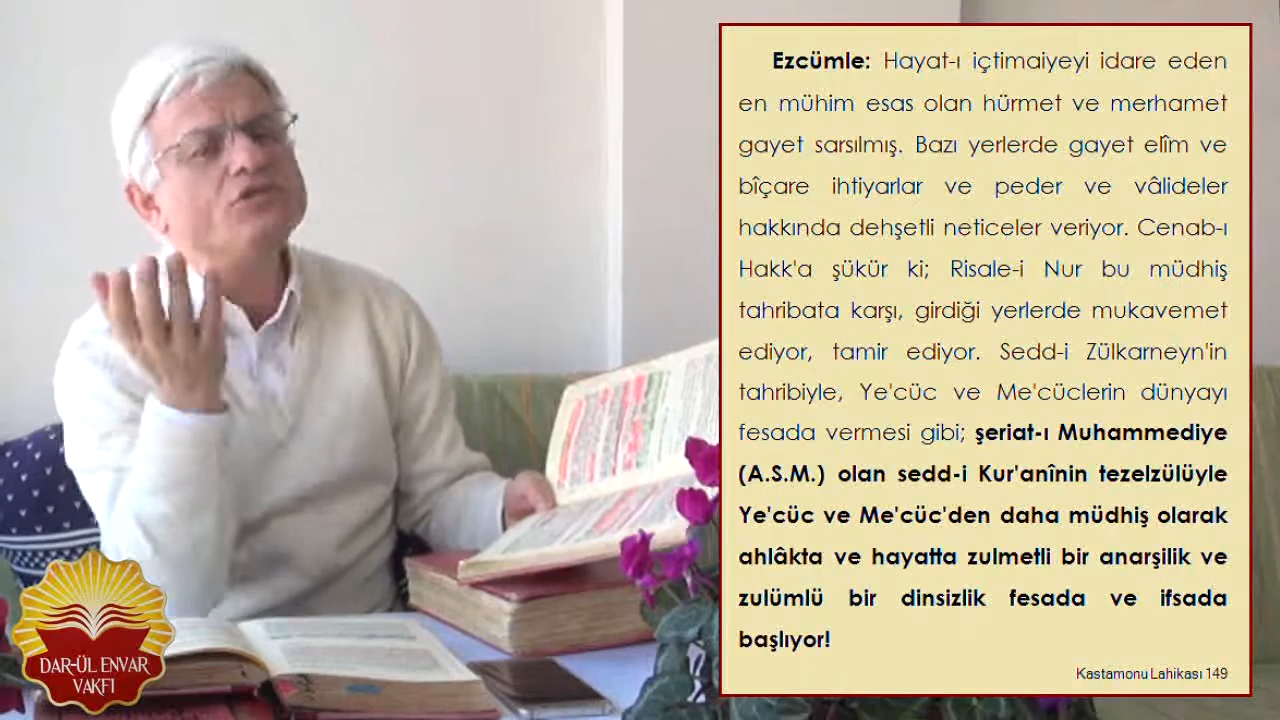 Ezcümle: Hayat-ı içtimaiyeyi idare eden
en mühim esas olan hürmet ve merhamet
gayet sarsılmış. Bazı yerlerde gayet elîm ve
bîçare ihtiyarlar ve peder ve vâlideler
hakkında dehşetli neticeler veriyor. Cenab-ı
Hakk'a şükür ki; Risale-i Nur bu müdhiş
tahribata karşı, girdiği yerlerde mukavemet
ediyor, tamir ediyor. Sedd-i Zülkarneyn'in
tahribiyle, Ye'cüc ve Me'cüclerin dünyayı
fesada vermesi gibi; şeriat-ı Muhammediye
(A.S.M.) olan sedd-i Kur'anînin tezelzülüyle
Ye'cüc ve Me'cüc'den daha müdhiş olarak
ahlâkta ve hayatta zulmetli bir anarşilik ve
zulümlü bir dinsizlik fesada ve ifsada
başlıyor!
Kastamonu Lahikası 149
DAR-ÜL ENVAR
VAKFI